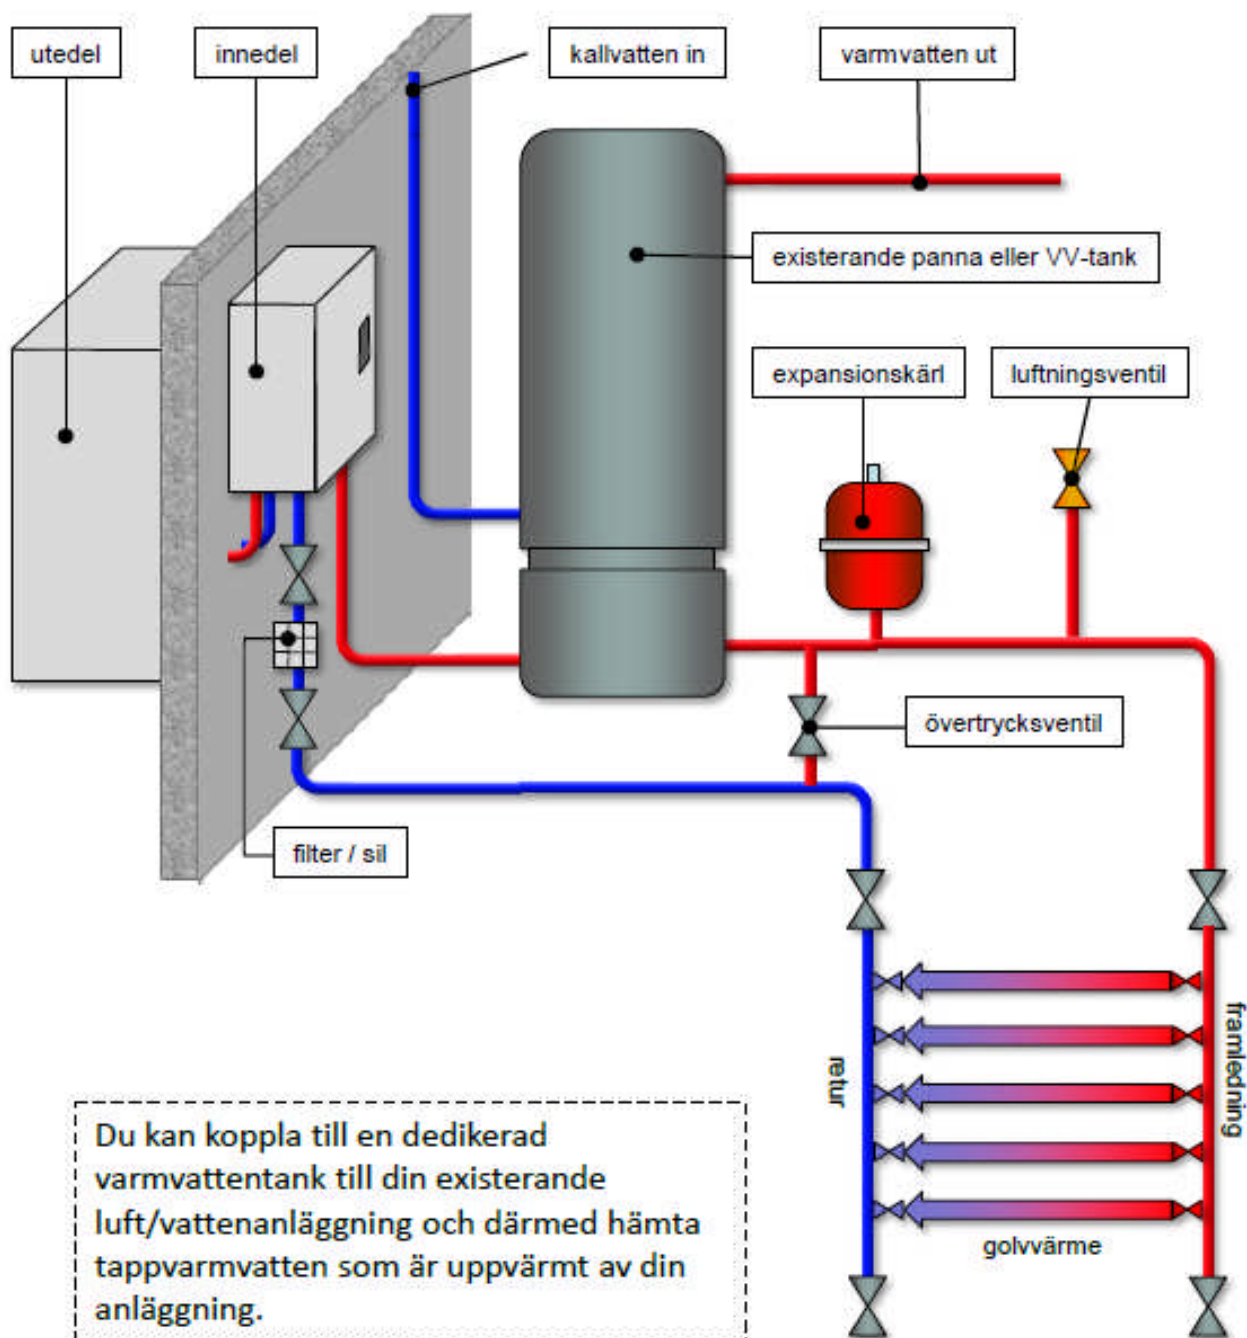 utedel
innedel
kallvatten in
varmvatten ut
existerande panna eller VV-tank
expansionskärl
luftningsventil
övertrycksventil
filter / sil
retur
framledning
golvvärme
Du kan koppla till en dedikerad
varmvattentank till din existerande
luft/vattenanläggning och därmed hämta
tappvarmvatten som är uppvärmt av din
anläggning.